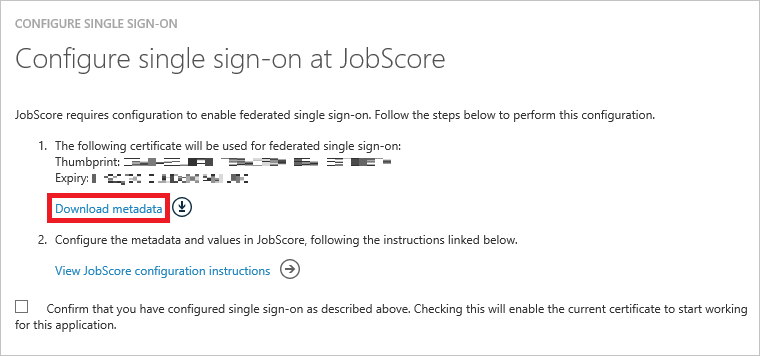 CONFIGURE SINGLE SIGN-ON
Configure single sign-on at JobScore
JobScore requires configuration to enable federated single sign-on. Follow the steps below to perform this configuration.
1. The following certificate will be used for federated single sign-on:
Thumbprint:
Expiry:
Download metadata
2. Configure the metadata and values in JobScore, following the instructions linked below.
View JobScore configuration instructions
Confirm that you have configured single sign-on as described above. Checking this will enable the current certificate to start working
for this application.